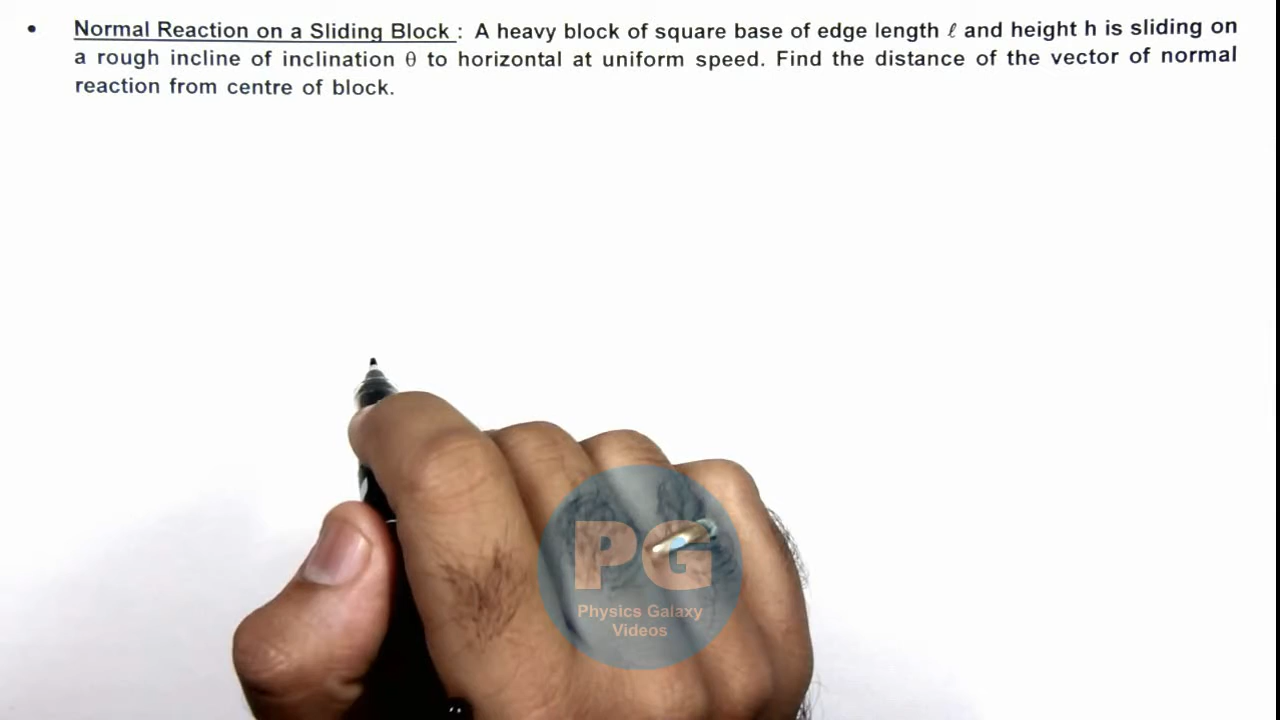 • Normal Reaction on a Sliding Block : A heavy block of square base of edge length ℓ and height h is sliding on
a rough incline of inclination θ to horizontal at uniform speed. Find the distance of the vector of normal
reaction from centre of block.
PG
Physics Galaxy
Videos